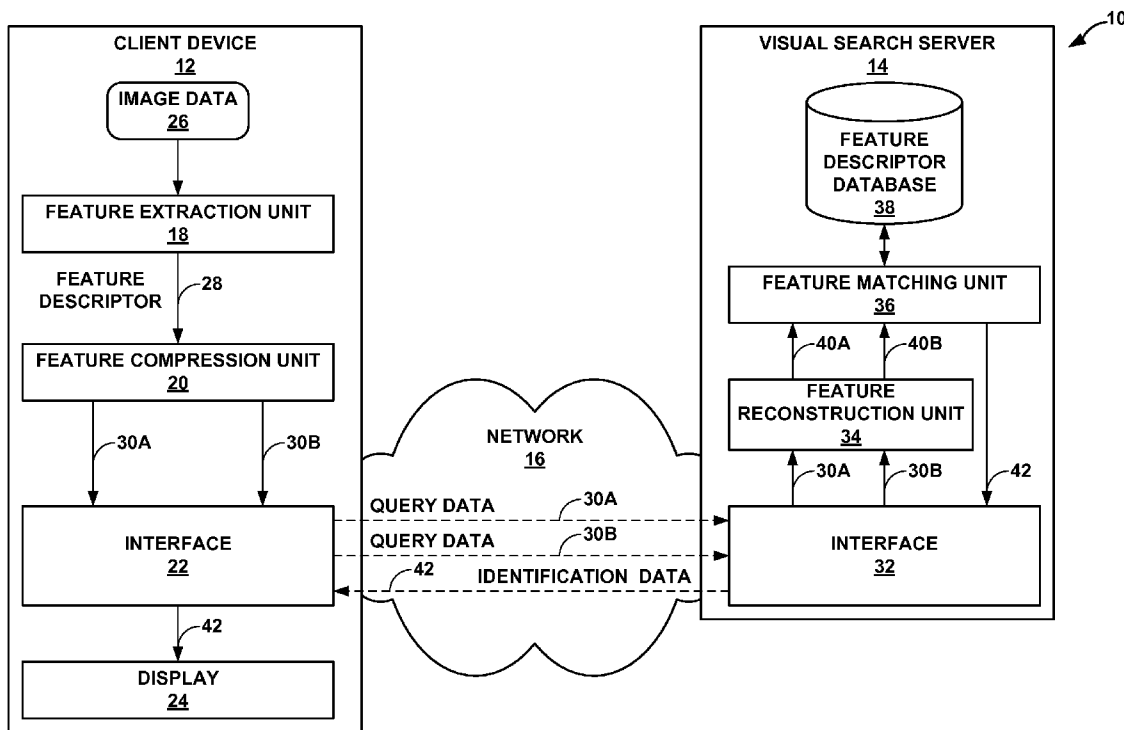 10
CLIENT DEVICE
12
IMAGE DATA
26
FEATURE EXTRACTION UNIT
18
FEATURE
DESCRIPTOR
28
FEATURE COMPRESSION UNIT
20
30A
30B
INTERFACE
22
42
DISPLAY
24
NETWORK
16
QUERY DATA
30A
QUERY DATA
30B
42
IDENTIFICATION DATA
VISUAL SEARCH SERVER
14
FEATURE
DESCRIPTOR
DATABASE
38
FEATURE MATCHING UNIT
36
40A
40B
FEATURE
RECONSTRUCTION UNIT
34
30A
30B
42
INTERFACE
32